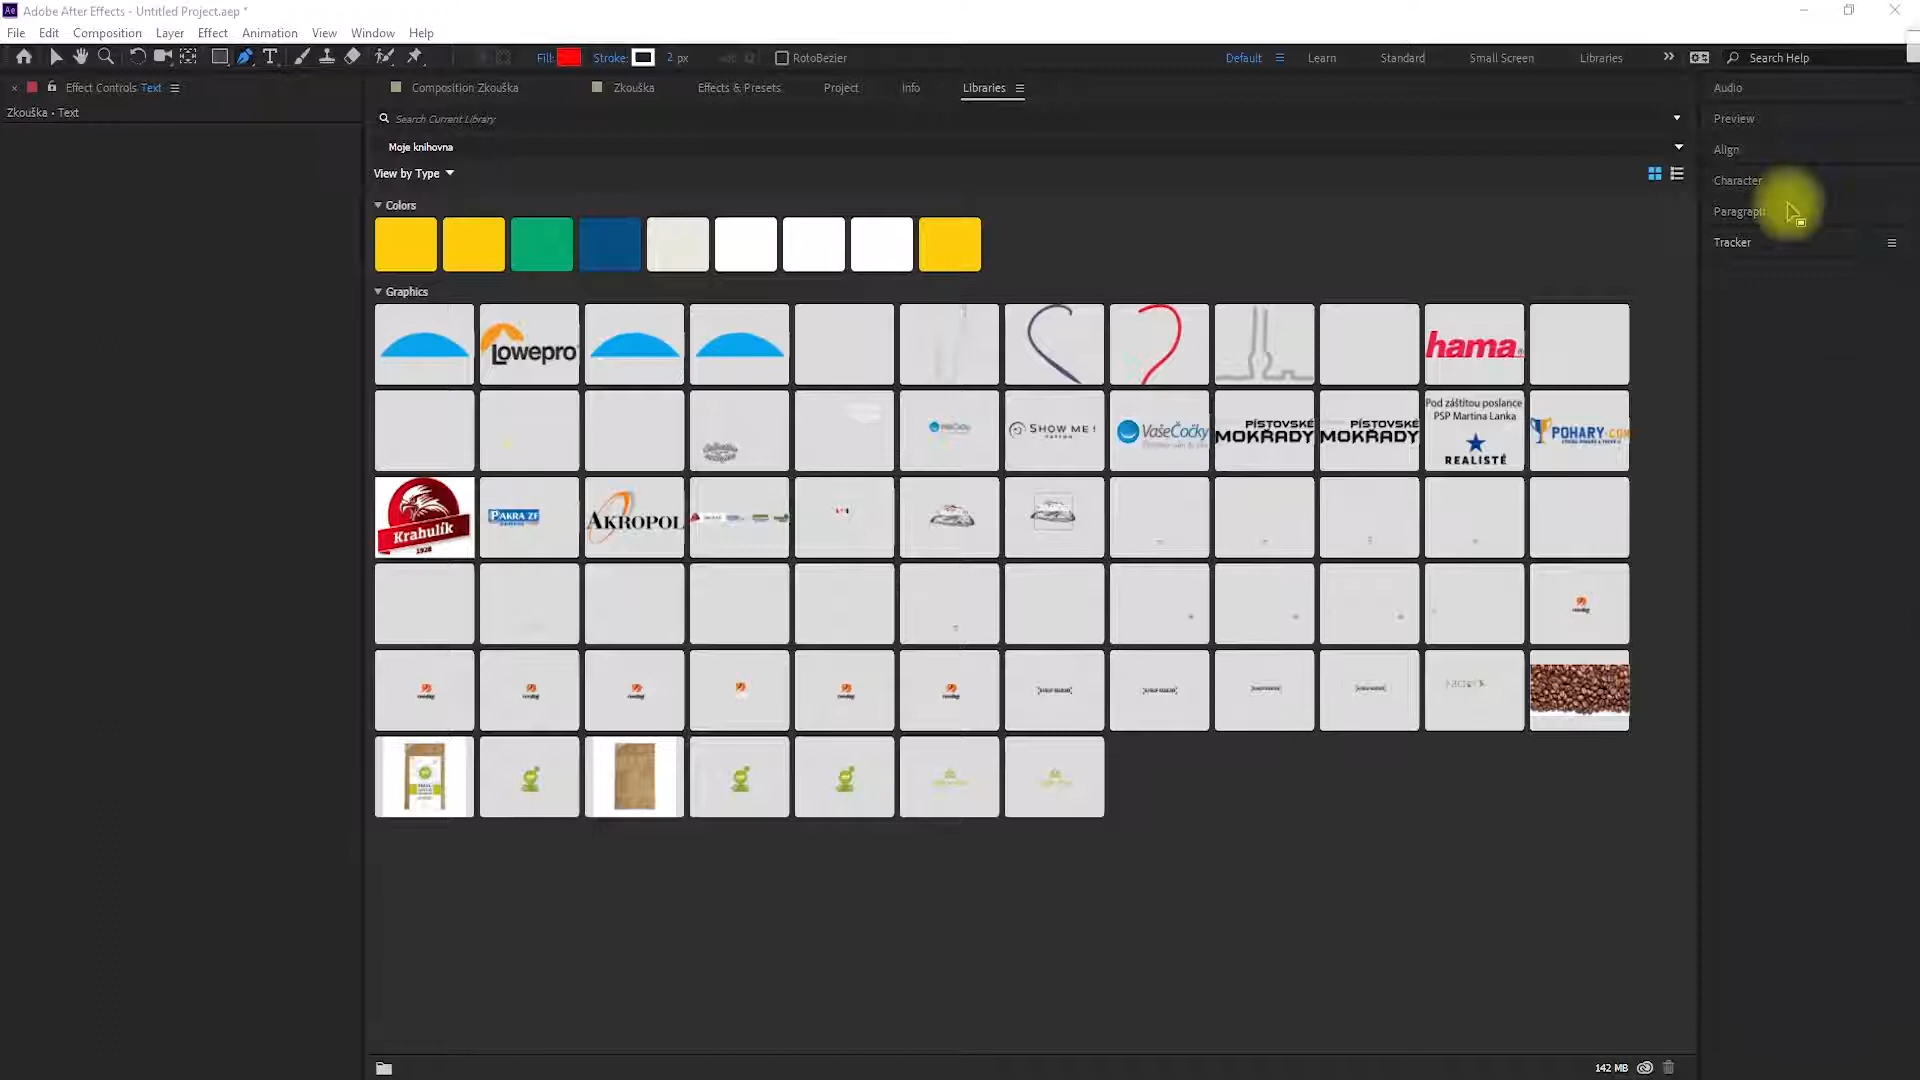 Adobe After Effects - Untitled Project.aep *
File Edit Composition Layer Effect Animation View Window Help
Fill: Stroke: 2 px RotoBezier Default Learn Standard Small Screen Libraries Search Help
Effect Controls Text
Composition Zkouška Zkouška Effects & Presets Project Info Libraries
Zkouška • Text
Search Current Library
Moje knihovna
View by Type
Colors
Graphics
Audio
Preview
Align
Character
Paragraph
Tracker
Lowepro
hama
SHOW ME!
VašeČočky
PÍSTOVSKÉ
MOKŘADY
PÍSTOVSKÉ
MOKŘADY
Pod záštitou poslance
PSP Martina Lanka
REALISTÉ
POHARY.COM
Krahulík
1928
PAKRA ZF
AKROPOL
142 MB